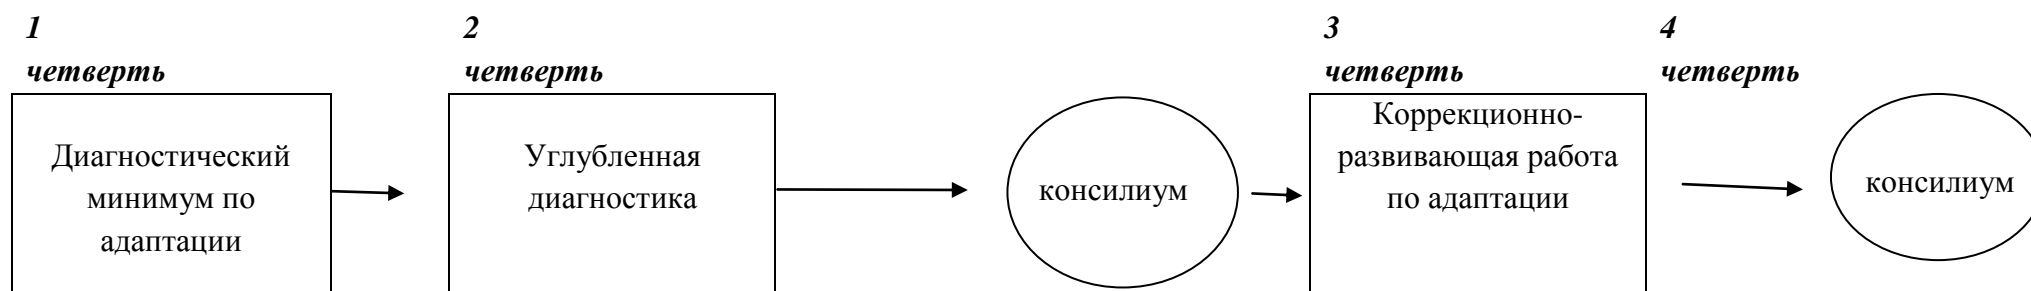 1
четверть
2
четверть
3
четверть
4
четверть
Диагностический
минимум по
адаптации
Углубленная
диагностика
консилиум
Коррекционно-
развивающая работа
по адаптации
консилиум